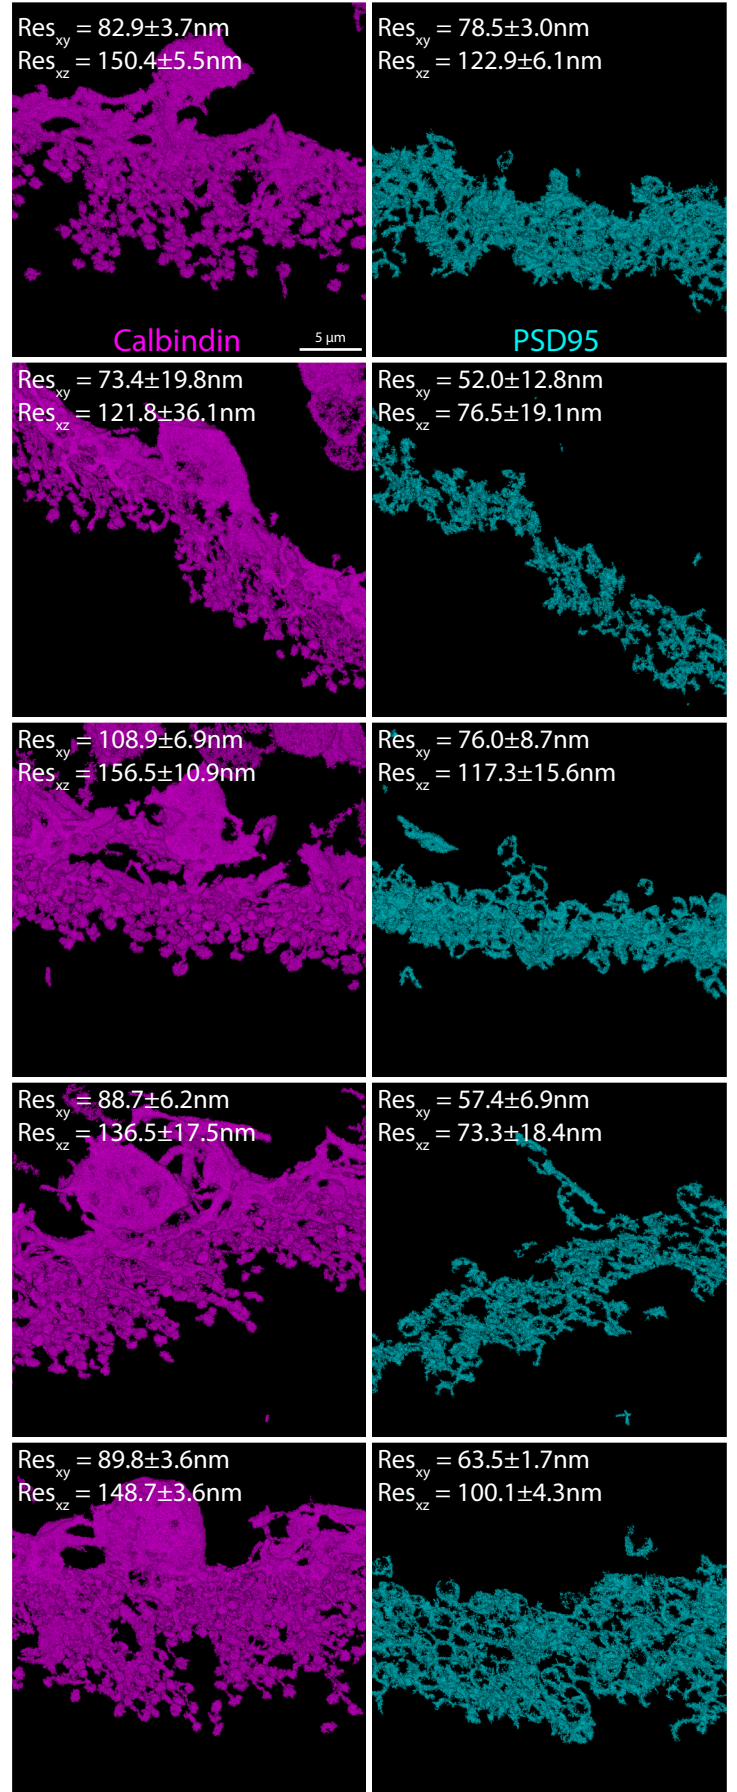 Res_xy = 82.9±3.7nm
Res_xz = 150.4±5.5nm
Calbindin
5 µm
Res_xy = 78.5±3.0nm
Res_xz = 122.9±6.1nm
PSD95
Res_xy = 73.4±19.8nm
Res_xz = 121.8±36.1nm
Res_xy = 52.0±12.8nm
Res_xz = 76.5±19.1nm
Res_xy = 108.9±6.9nm
Res_xz = 156.5±10.9nm
Res_xy = 76.0±8.7nm
Res_xz = 117.3±15.6nm
Res_xy = 88.7±6.2nm
Res_xz = 136.5±17.5nm
Res_xy = 57.4±6.9nm
Res_xz = 73.3±18.4nm
Res_xy = 89.8±3.6nm
Res_xz = 148.7±3.6nm
Res_xy = 63.5±1.7nm
Res_xz = 100.1±4.3nm